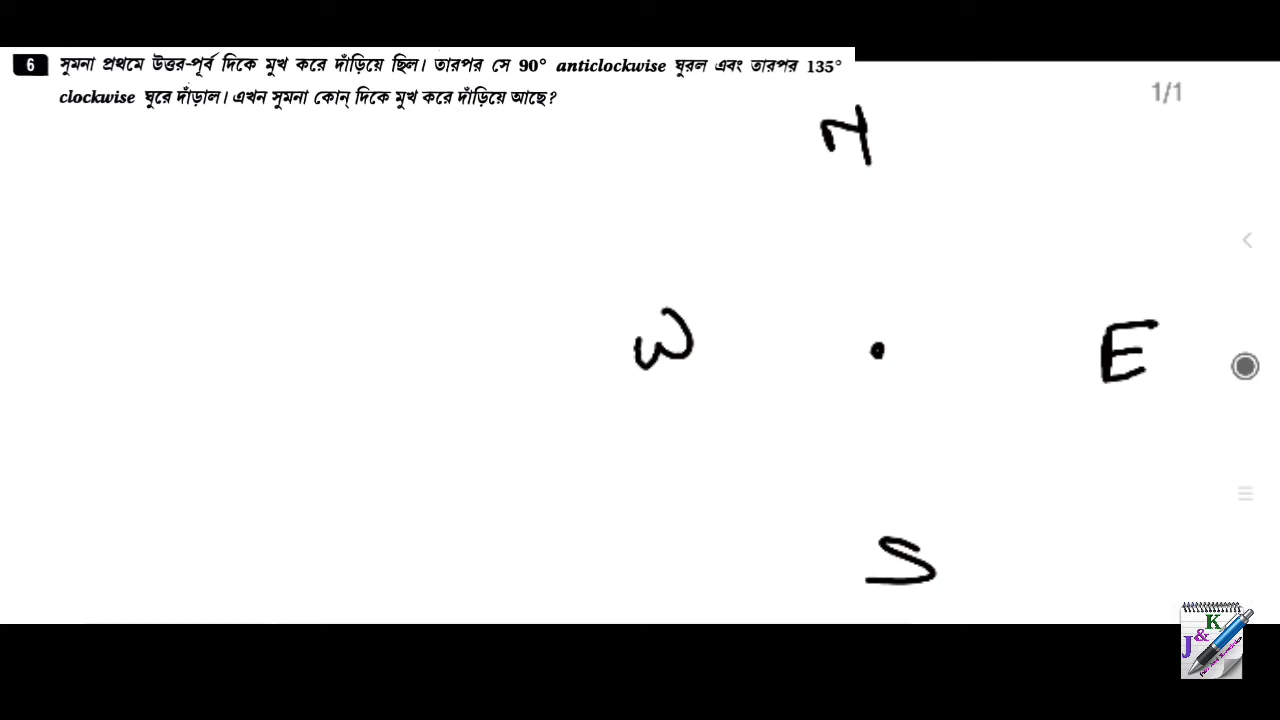 6 সুমনা প্রথমে উত্তর-পূর্ব দিকে মুখ করে দাঁড়িয়ে ছিল। তারপর সে 90° anticlockwise ঘুরল এবং তারপর 135°
clockwise ঘুরে দাঁড়াল। এখন সুমনা কোন্ দিকে মুখ করে দাঁড়িয়ে আছে?
1/1
N
W E
S
J&K